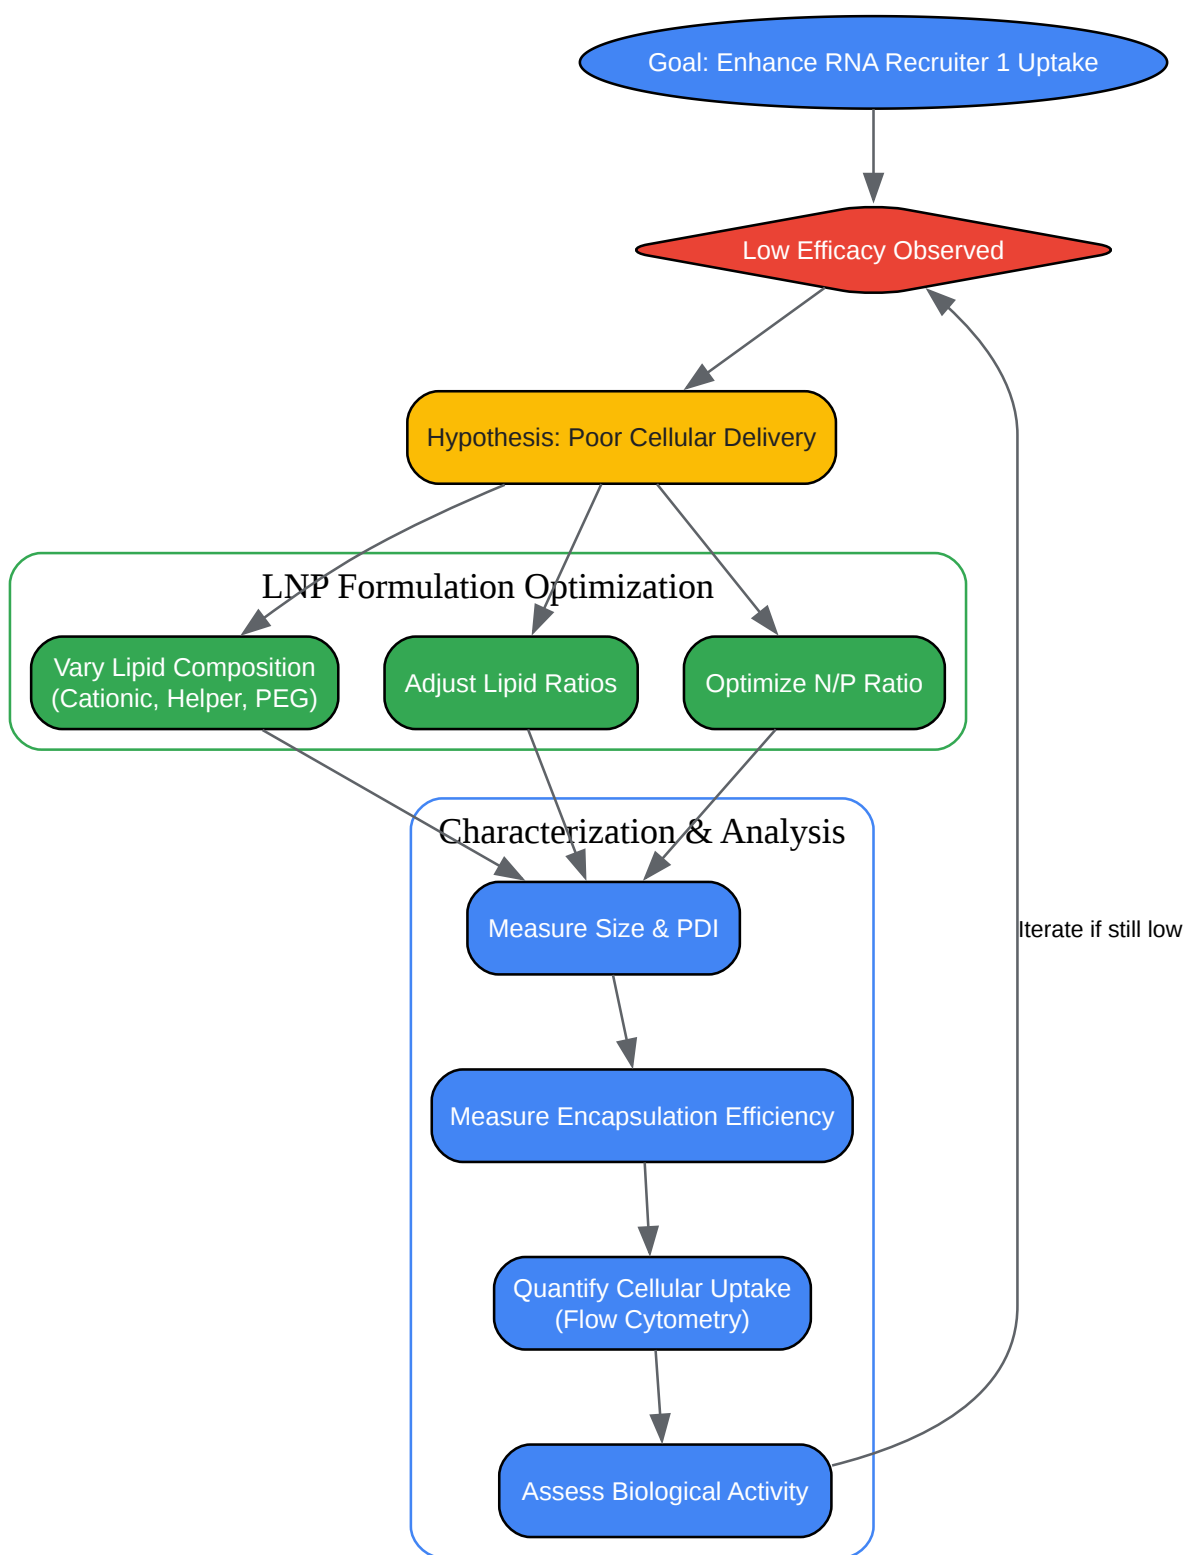 Goal: Enhance RNA Recruiter 1 Uptake
Low Efficacy Observed
Hypothesis: Poor Cellular Delivery
LNP Formulation Optimization
Vary Lipid Composition
(Cationic, Helper, PEG)
Adjust Lipid Ratios
Optimize N/P Ratio
Characterization & Analysis
Measure Size & PDI
Iterate if still low
Measure Encapsulation Efficiency
Quantify Cellular Uptake
(Flow Cytometry)
Assess Biological Activity